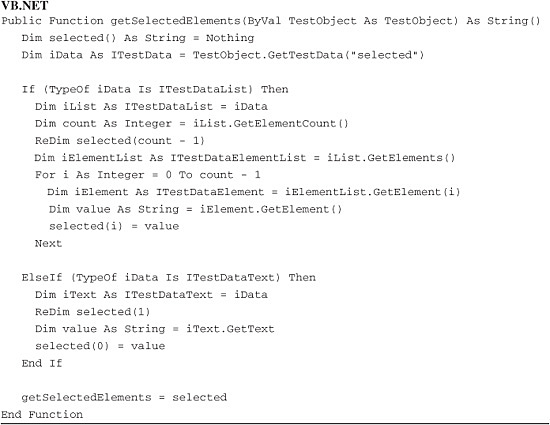 VB.NET
Public Function getSelectedElements(ByVal TestObject As TestObject) As String()
Dim selected() As String = Nothing
Dim iData As ITestData = TestObject.GetTestData("selected")
If (TypeOf iData Is ITestDataList) Then
Dim iList As ITestDataList = iData
Dim count As Integer = iList.GetElementCount()
ReDim selected(count - 1)
Dim iElementList As ITestDataElementList = iList.GetElements()
For i As Integer = 0 To count - 1
Dim iElement As ITestDataElement = iElementList.GetElement(i)
Dim value As String = iElement.GetElement()
selected(i) = value
Next
ElseIf (TypeOf iData Is ITestDataText) Then
Dim iText As ITestDataText = iData
ReDim selected(1)
Dim value As String = iText.GetText
selected(0) = value
End If
getSelectedElements = selected
End Function